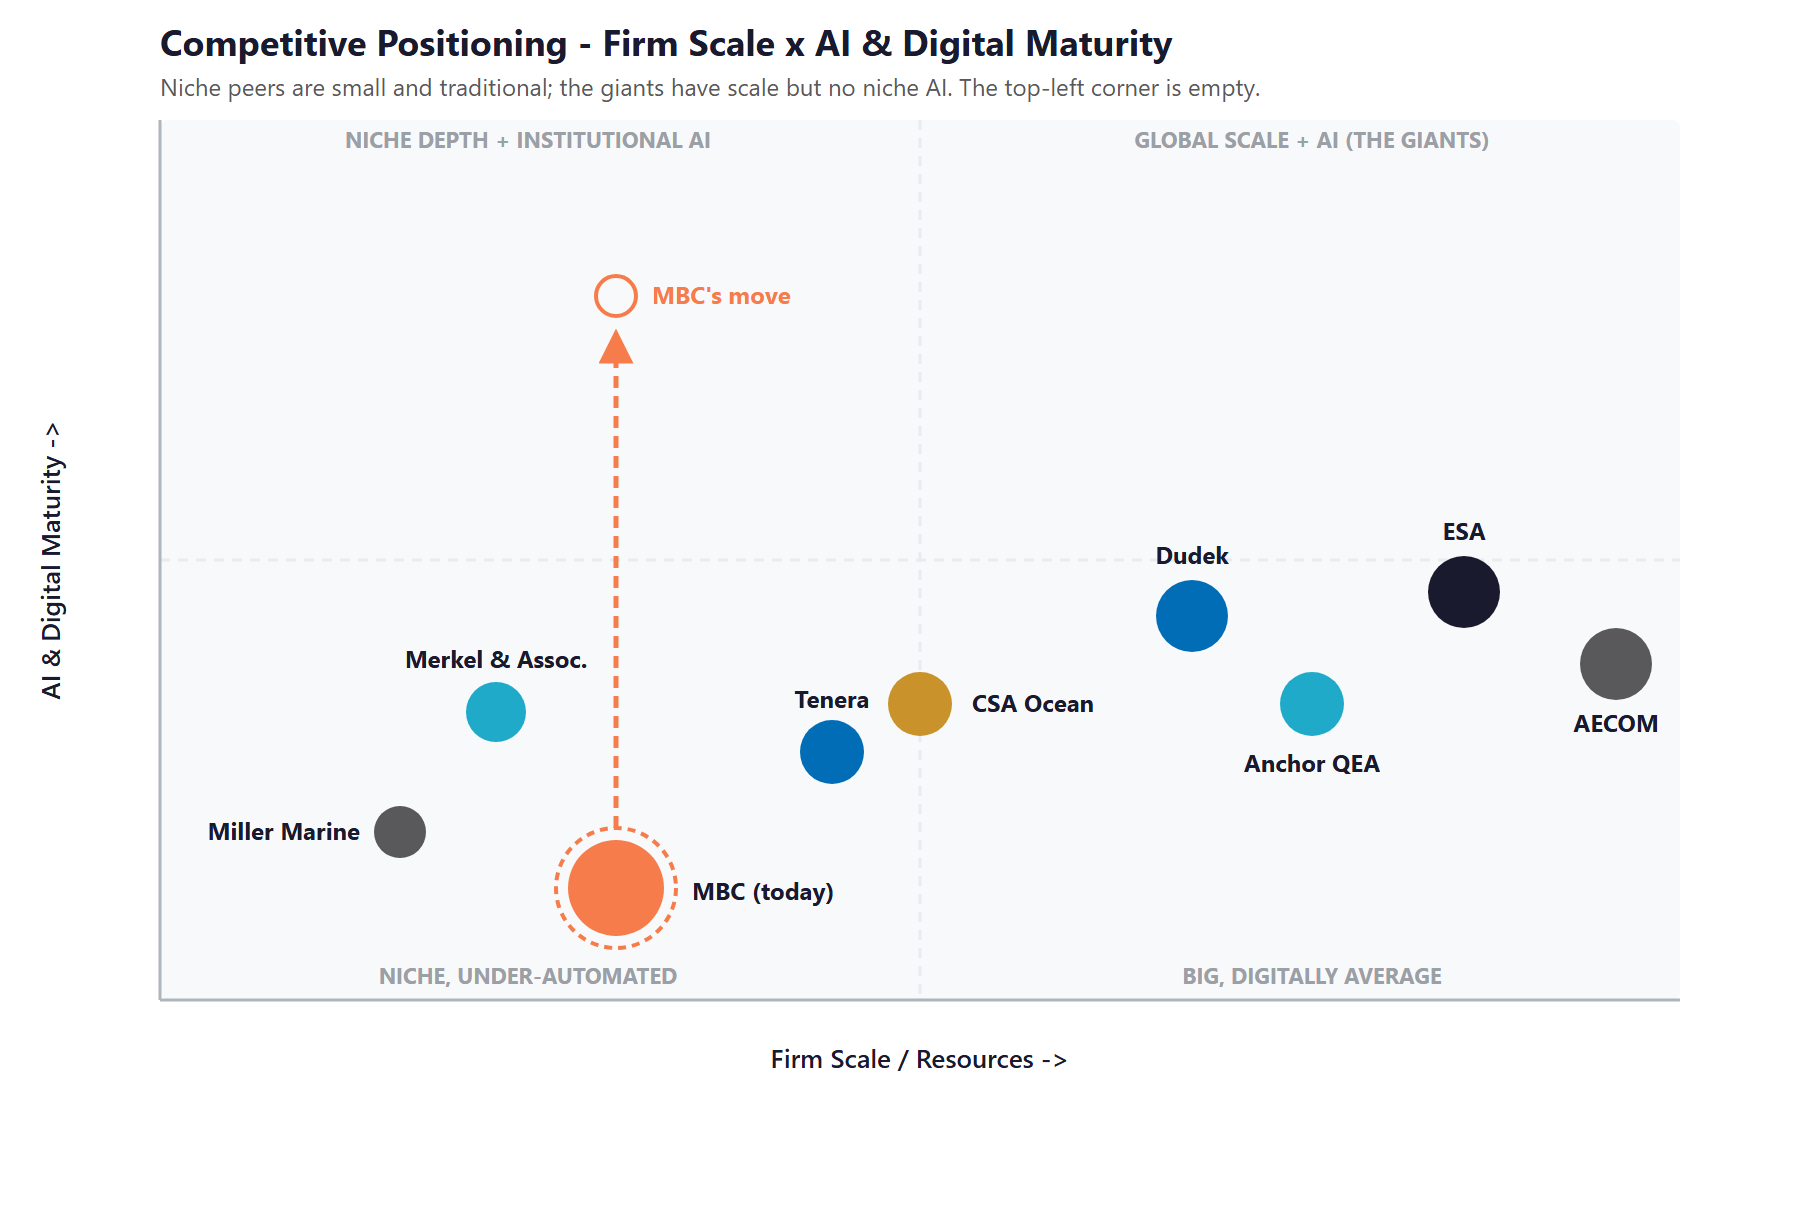 Competitive Positioning - Firm Scale x AI & Digital Maturity
Niche peers are small and traditional; the giants have scale but no niche AI. The top-left corner is empty.
NICHE DEPTH + INSTITUTIONAL AI
GLOBAL SCALE + AI (THE GIANTS)
MBC's move
AI & Digital Maturity ->
ESA
Dudek
Merkel & Assoc.
Tenera
CSA Ocean
AECOM
Anchor QEA
Miller Marine
MBC (today)
NICHE, UNDER-AUTOMATED
BIG, DIGITALLY AVERAGE
Firm Scale / Resources ->